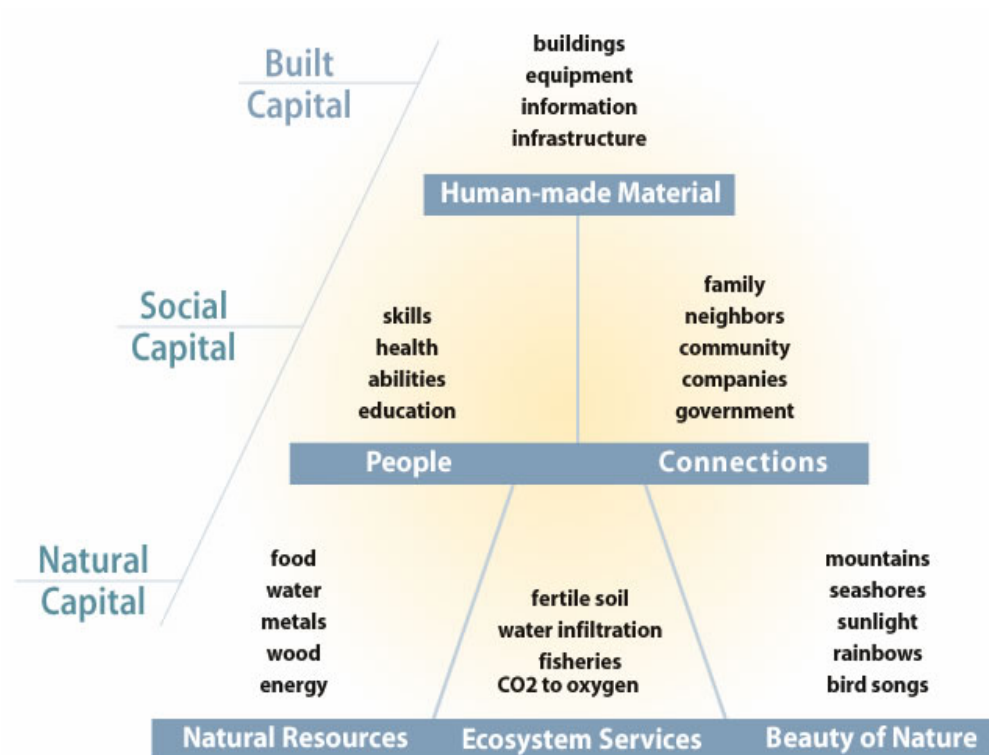 Built
Capital
buildings
equipment
information
infrastructure
Human-made Material
Social
Capital
skills
health
abilities
education
family
neighbors
community
companies
government
People
Connections
Natural
Capital
food
water
metals
wood
energy
fertile soil
water infiltration
fisheries
CO2 to oxygen
mountains
seashores
sunlight
rainbows
bird songs
Natural Resources
Ecosystem Services
Beauty of Nature